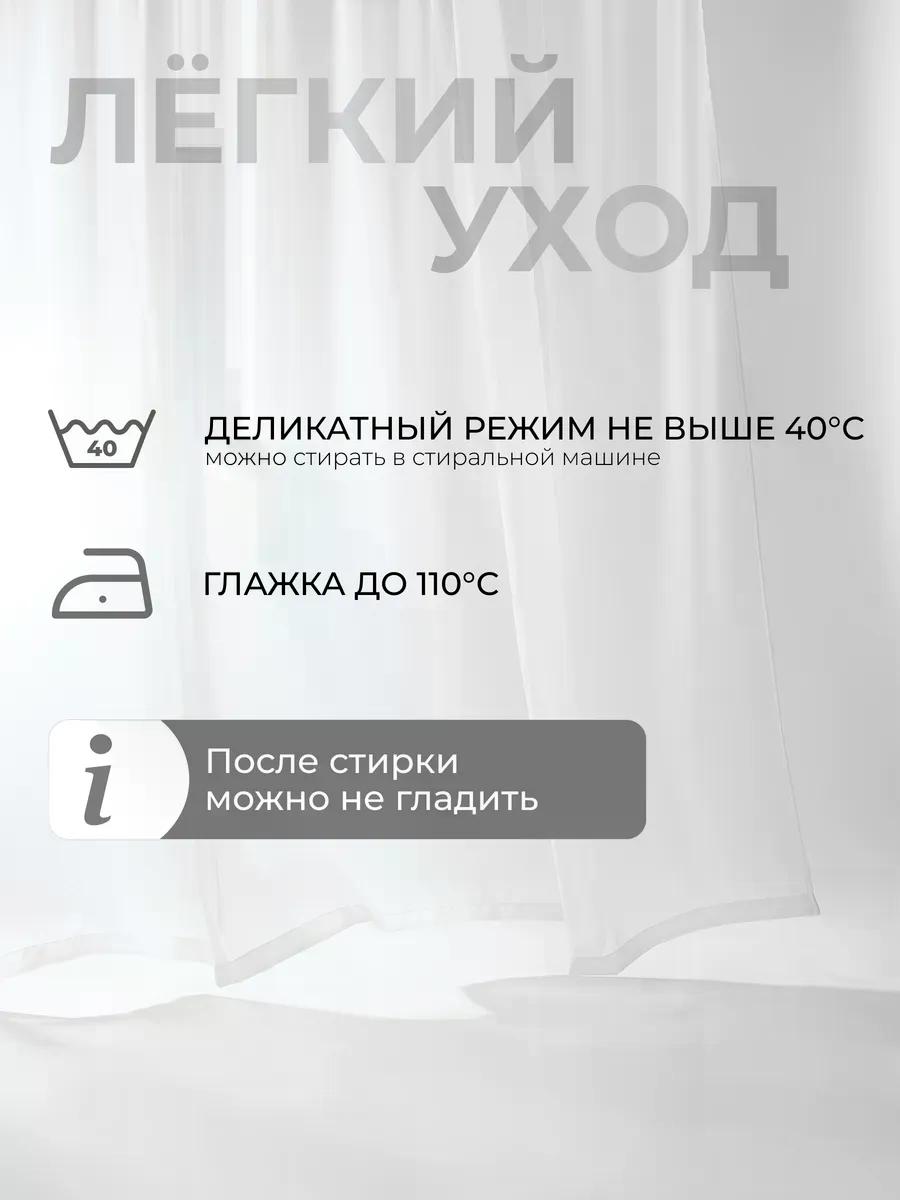 ЛЁГКИЙ
УХОД
40
ДЕЛИКАТНЫЙ РЕЖИМ НЕ ВЫШЕ 40°C
можно стирать в стиральной машине
ГЛАЖКА ДО 110°C
i
После стирки
можно не гладить